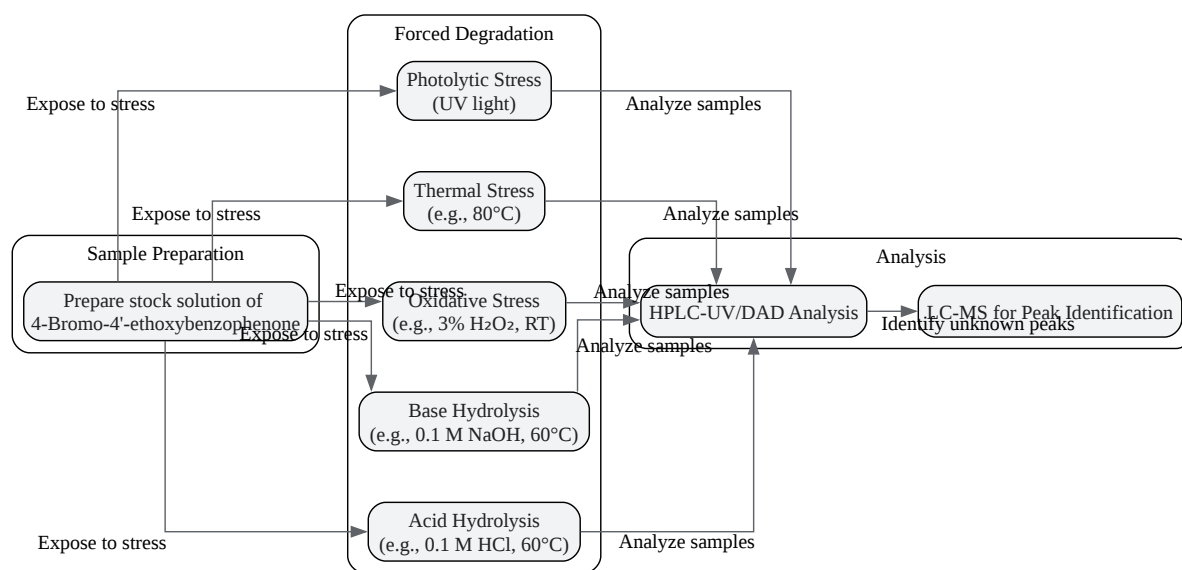 Forced Degradation
Photolytic Stress
(UV light)
Expose to stress
Analyze samples
Thermal Stress
(e.g., 80°C)
Expose to stress
Analyze samples
Sample Preparation
Analysis
Prepare stock solution of
4-Bromo-4'-ethoxybenzophenone
Expose to stress
Oxidative Stress
(e.g., 3% H₂O₂, RT)
Analyze samples
HPLC-UV/DAD Analysis
LC-MS for Peak Identification
Identify unknown peaks
Expose to stress
Analyze samples
Base Hydrolysis
(e.g., 0.1 M NaOH, 60°C)
Acid Hydrolysis
(e.g., 0.1 M HCl, 60°C)
Expose to stress
Analyze samples